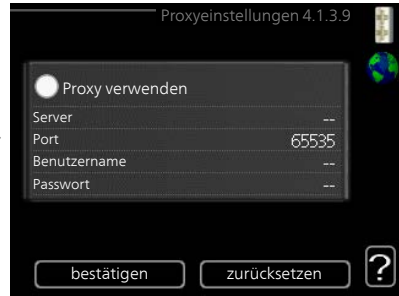 Proxyeinstellungen 4.1.3.9
Proxy verwenden
Server --
Port 65535
Benutzername --
Passwort --
bestätigen zurücksetzen ?